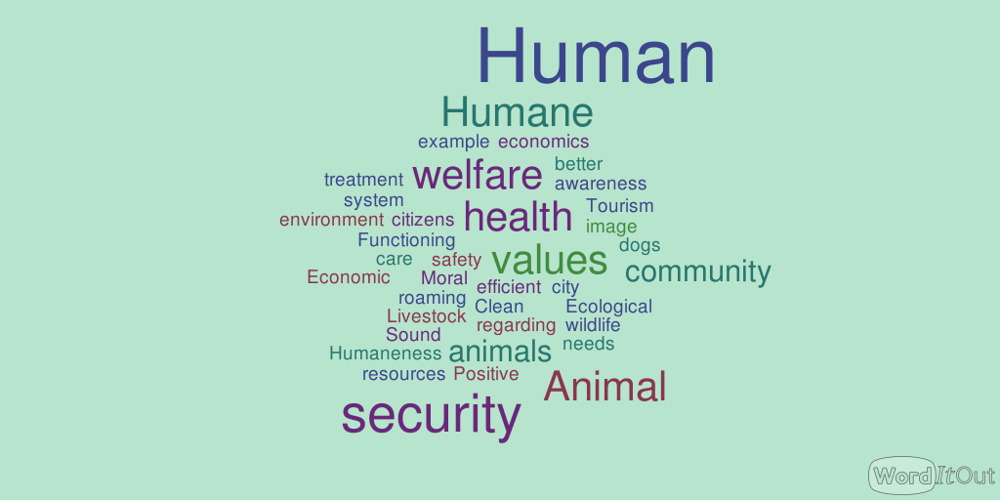 Human
Humane
example economics
welfare better
treatment awareness
system
health Tourism
environment citizens image
Functioning dogs
care safety values community
Economic Moral
efficient city
roaming
Clean Ecological
Livestock regarding wildlife
Sound needs
Humaneness animals
resources Positive
Animal
security
WordItOut